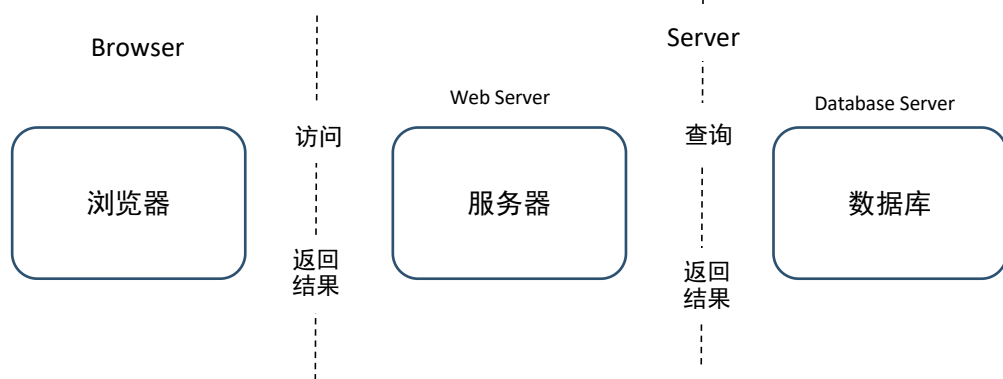 Browser
Server
Web Server
Database Server
访问
查询
浏览器
服务器
数据库
返回
结果
返回
结果